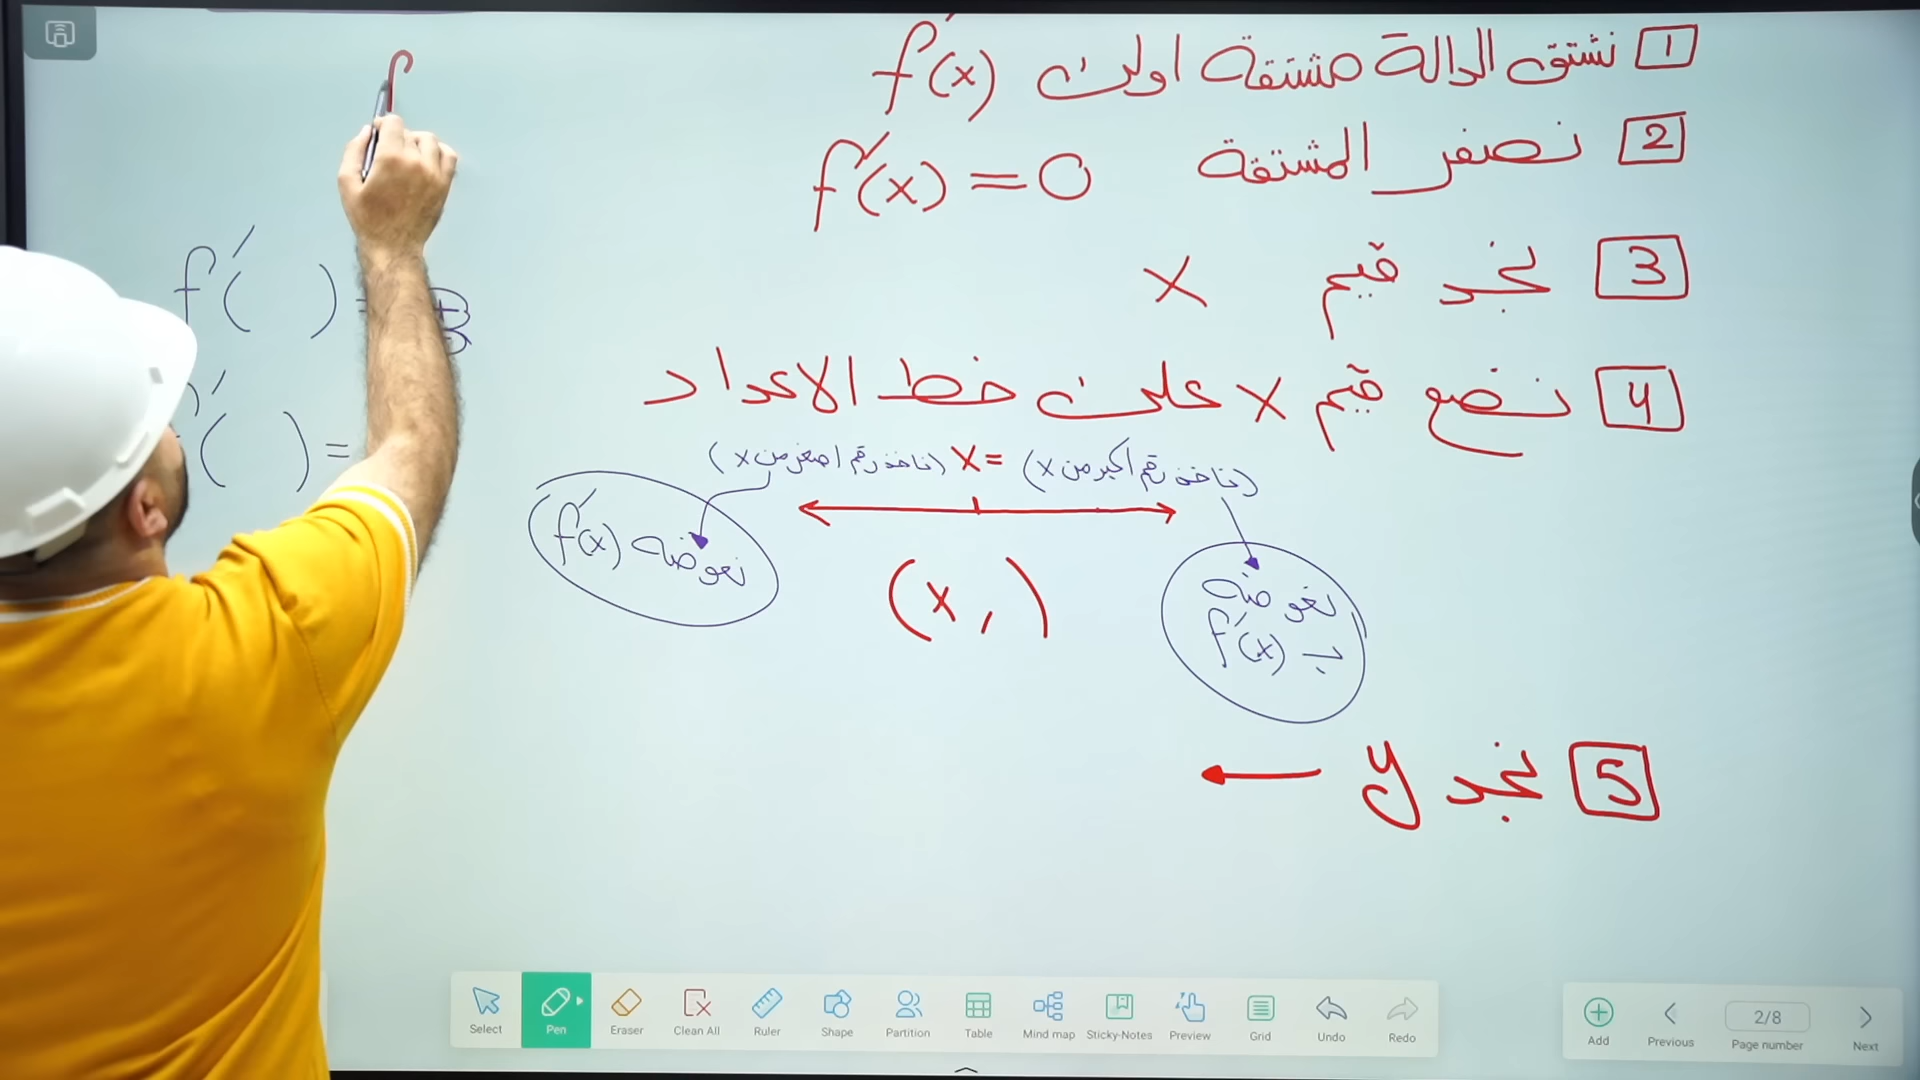 1 نشتق الدالة مشتقة اولى f′(x)
2 نصفر المشتقة f′(x) = 0
3 نجد قيم x
4 نضع قيم x على خط الاعداد
(ناخذ رقم اكبر من x) x= (ناخذ رقم اصغر من x)
نعوضه
ب f′(x)
(x, )
نعوضه f′(x)
5 نجد y ←
f′( )
+
′( ) =
Select
Pen
Eraser
Clean All
Ruler
Shape
Partition
Table
Mind map
Sticky-Notes
Preview
Grid
Undo
Redo
Add
Previous
2/8
Page number
Next